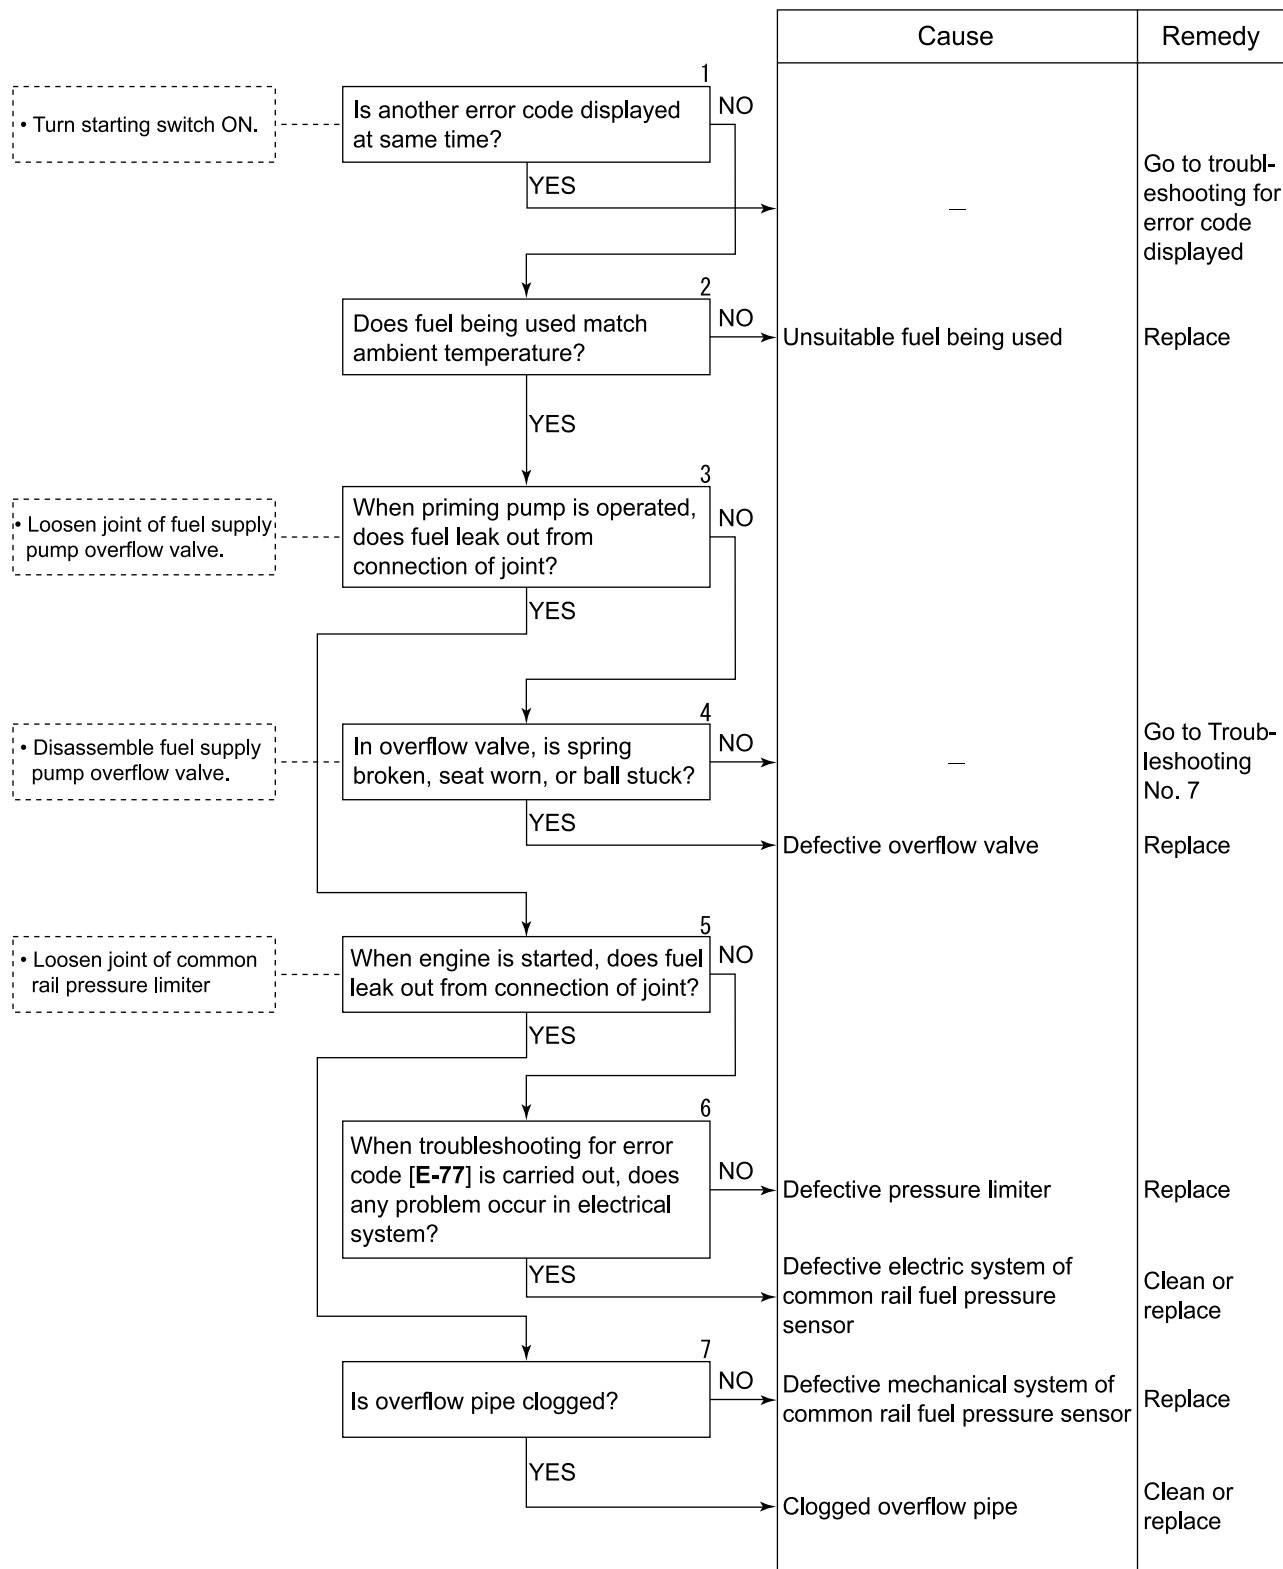 Cause
Remedy
1
• Turn starting switch ON.
Is another error code displayed
at same time?
NO
YES
–
Go to troubl-
eshooting for
error code
displayed
2
Does fuel being used match
ambient temperature?
NO
Unsuitable fuel being used
Replace
YES
3
• Loosen joint of fuel supply
pump overflow valve.
When priming pump is operated,
does fuel leak out from
connection of joint?
NO
YES
4
• Disassemble fuel supply
pump overflow valve.
In overflow valve, is spring
broken, seat worn, or ball stuck?
NO
–
Go to Troub-
leshooting
No. 7
YES
Defective overflow valve
Replace
5
• Loosen joint of common
rail pressure limiter
When engine is started, does fuel
leak out from connection of joint?
NO
YES
6
When troubleshooting for error
code [E-77] is carried out, does
any problem occur in electrical
system?
NO
Defective pressure limiter
Replace
YES
Defective electric system of
common rail fuel pressure
sensor
Clean or
replace
7
Is overflow pipe clogged?
NO
Defective mechanical system of
common rail fuel pressure sensor
Replace
YES
Clogged overflow pipe
Clean or
replace